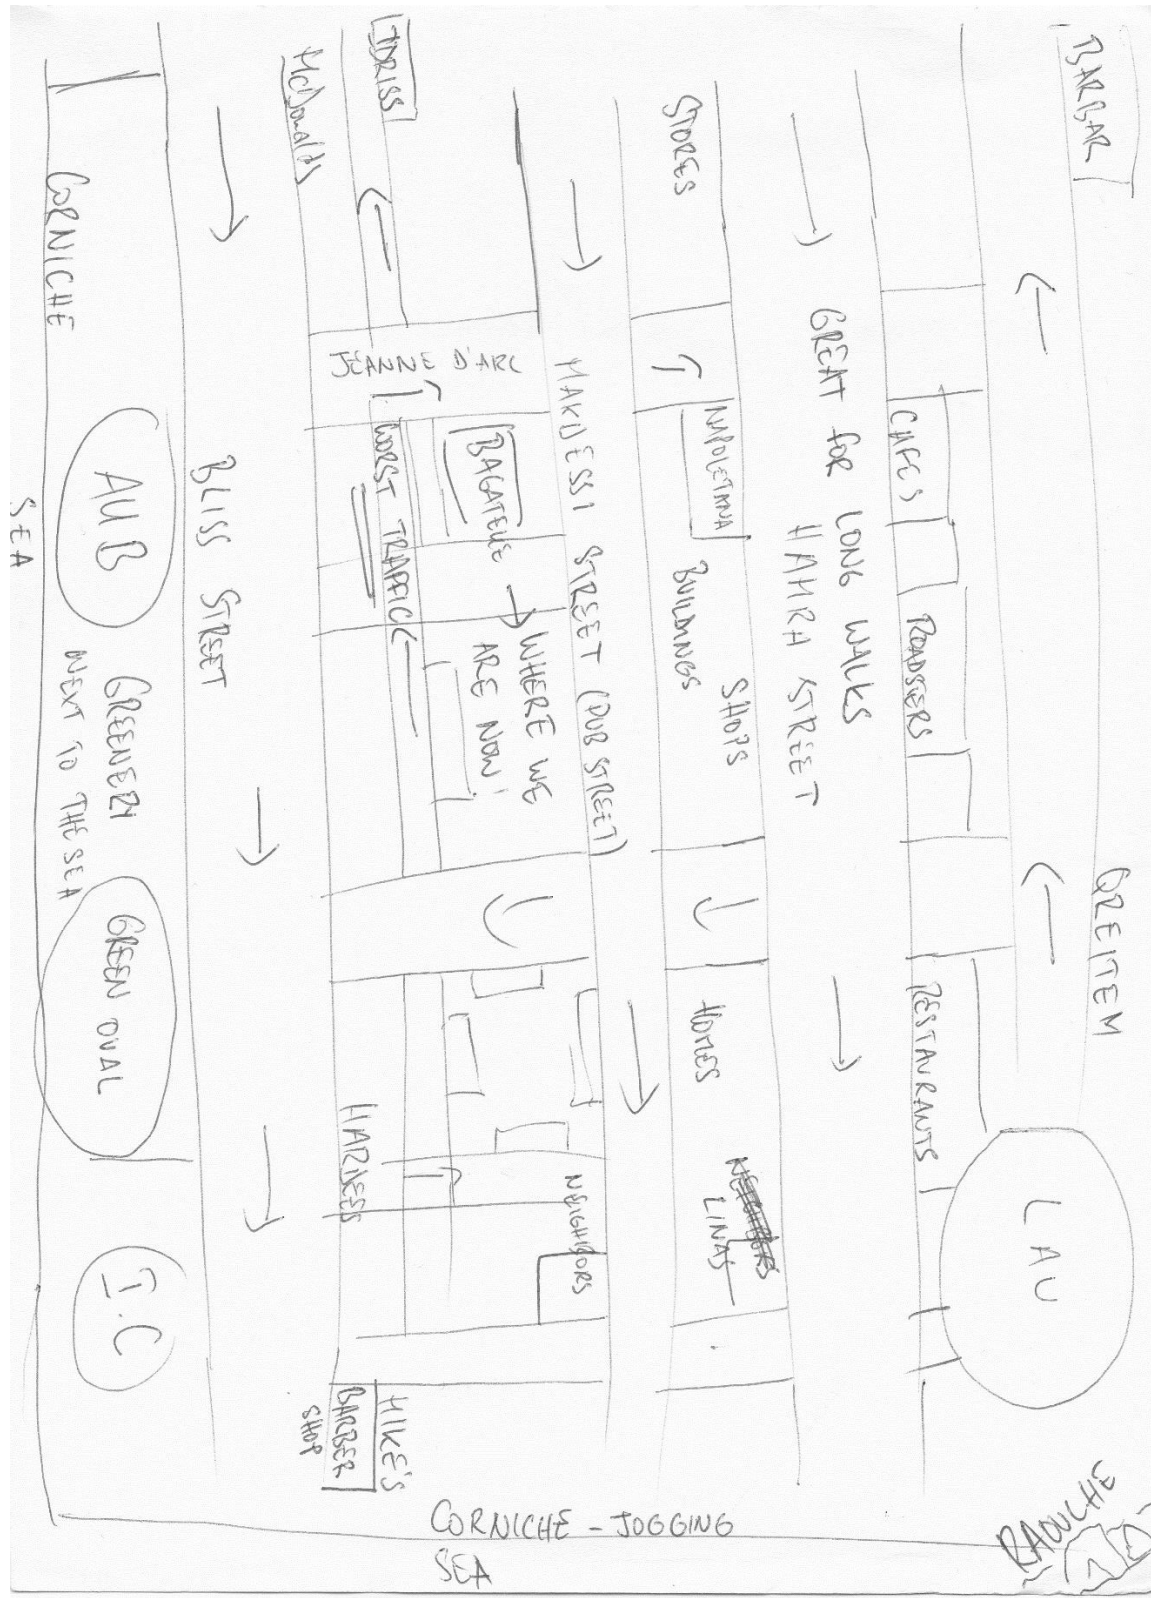 BARBAR
IDRISS
McDonalds
STORES
CORNICHE
SEA
AUB
GREENERY
NEXT TO THE SEA
GREEN OVAL
I.C
BLISS STREET
JEANNE D'ARC
WORST TRAFFIC
BAGATELLE
WHERE WE
ARE NOW!
MAKDESSI STREET (PUB STREET)
NAPOLETANA
BUILDINGS
SHOPS
GREAT FOR LONG WALKS
HAMRA STREET
CAFES
ROADSTERS
QREITEM
RESTAURANTS
LAU
HOMES
LINAS
HARDEES
NEIGHBORS
MIKE'S
BARBER
SHOP
CORNICHE - JOGGING
SEA
RAOUCHE